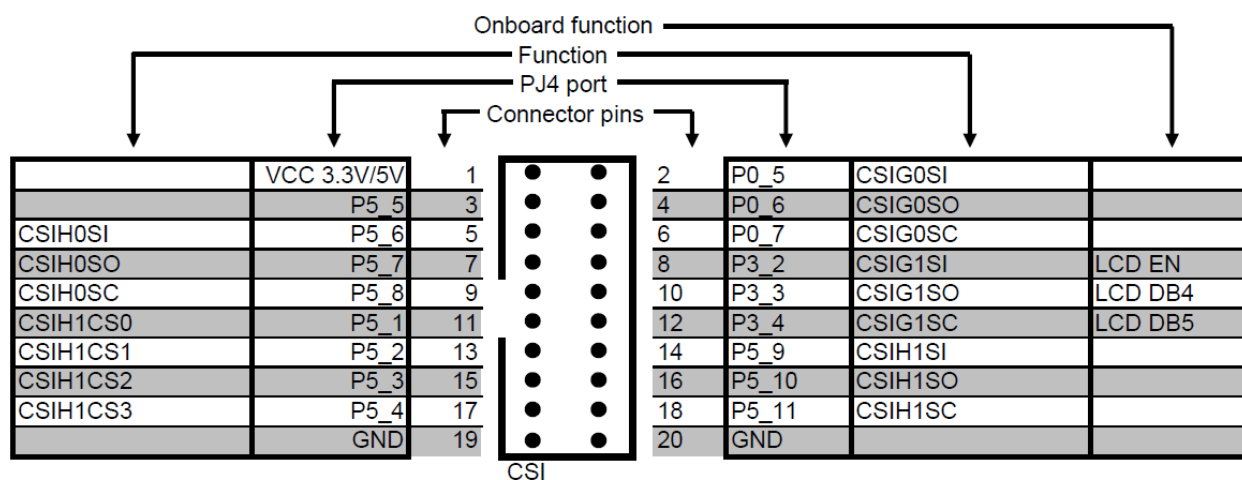 Onboard function
Function
PJ4 port
Connector pins
VCC 3.3V/5V 1 2 P0_5 CSIG0SI
P5_5 3 4 P0_6 CSIG0SO
CSIH0SI P5_6 5 6 P0_7 CSIG0SC
CSIH0SO P5_7 7 8 P3_2 CSIG1SI LCD EN
CSIH0SC P5_8 9 10 P3_3 CSIG1SO LCD DB4
CSIH1CS0 P5_1 11 12 P3_4 CSIG1SC LCD DB5
CSIH1CS1 P5_2 13 14 P5_9 CSIH1SI
CSIH1CS2 P5_3 15 16 P5_10 CSIH1SO
CSIH1CS3 P5_4 17 18 P5_11 CSIH1SC
GND 19 20 GND
CSI